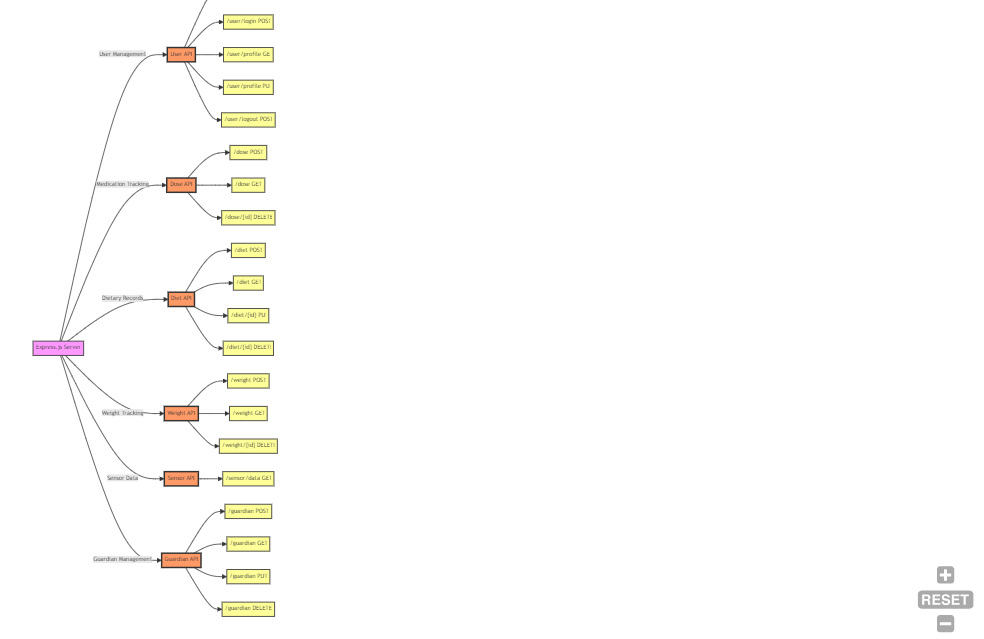 /user/login POST
User Management
User API
/user/profile GE
/user/profile PU
/user/logout POST
/dose POST
Medication Tracking
Dose API
/dose GET
/dose/[id] DELETE
/diet POST
/diet GET
Dietary Records
Diet API
/diet/[id] PU
Express.js Server
/diet/[id] DELETE
/weight POST
Weight Tracking
Weight API
/weight GET
/weight/[id] DELETE
Sensor Data
Sensor API
/sensor/data GET
/guardian POST
/guardian GET
Guardian Management
Guardian API
/guardian PUT
/guardian DELETE
RESET